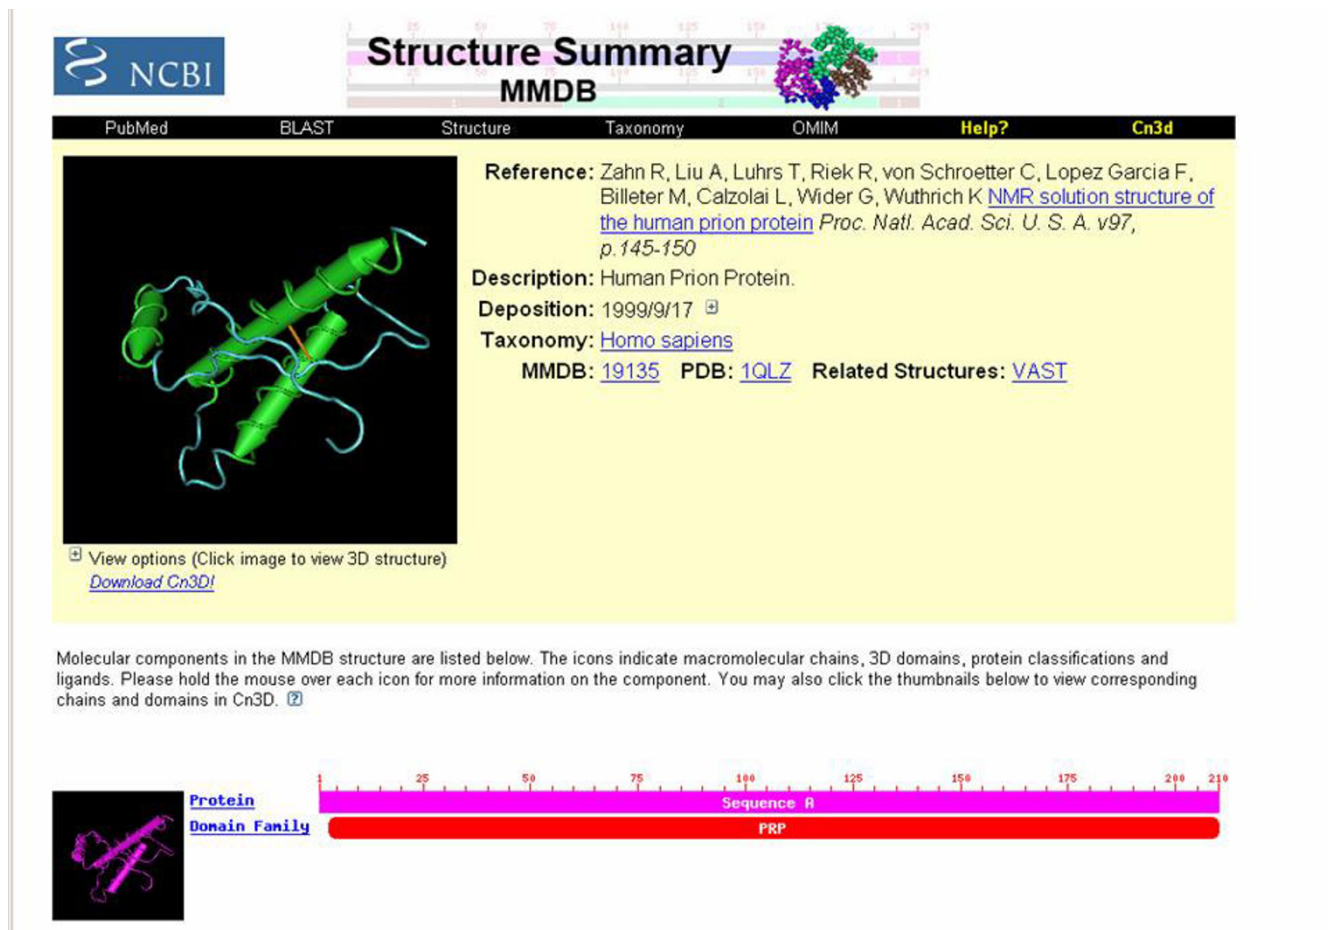 NCBI
Structure Summary
MMDB
PubMed BLAST Structure Taxonomy OMIM Help? Cn3d
Reference: Zahn R, Liu A, Luhrs T, Riek R, von Schroetter C, Lopez Garcia F,
Billeter M, Calzolai L, Wider G, Wuthrich K NMR solution structure of
the human prion protein Proc. Natl. Acad. Sci. U. S. A. v97,
p.145-150
Description: Human Prion Protein.
Deposition: 1999/9/17
Taxonomy: Homo sapiens
MMDB: 19135 PDB: 1QLZ Related Structures: VAST
View options (Click image to view 3D structure)
Download Cn3D!
Molecular components in the MMDB structure are listed below. The icons indicate macromolecular chains, 3D domains, protein classifications and
ligands. Please hold the mouse over each icon for more information on the component. You may also click the thumbnails below to view corresponding
chains and domains in Cn3D. ?
1 25 50 75 100 125 150 175 200 210
Protein Sequence A
Domain Family PRP